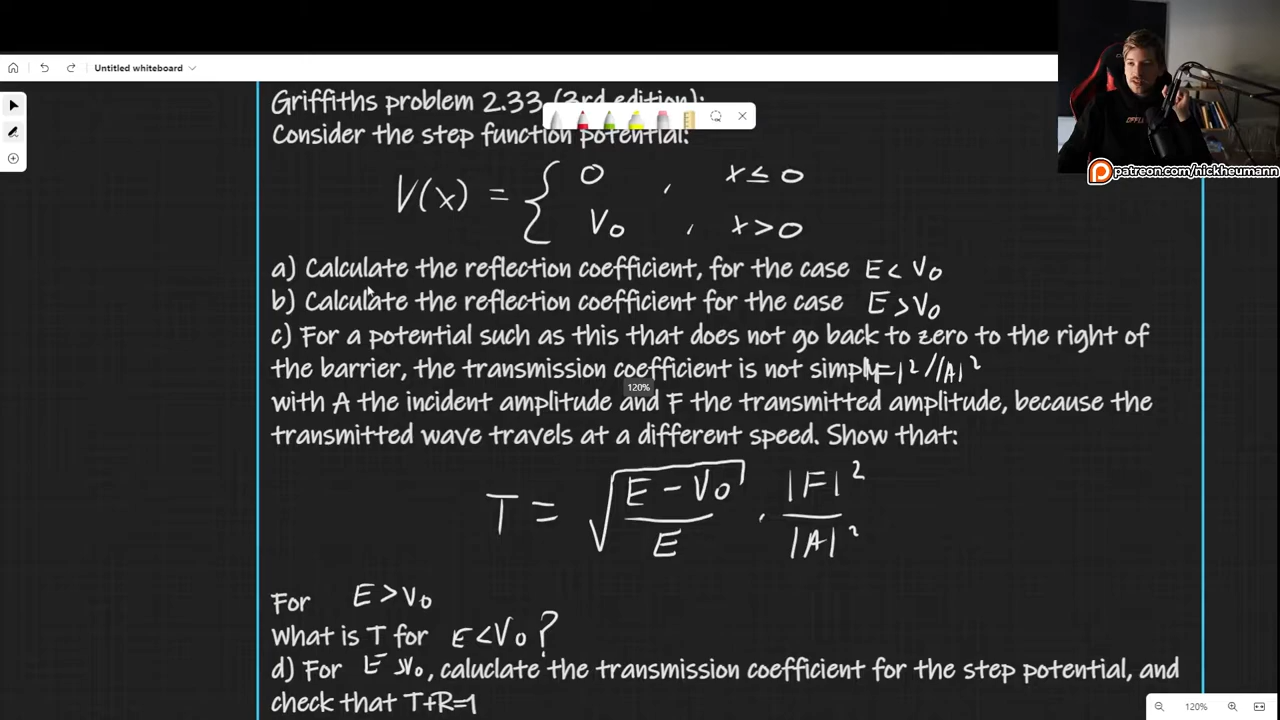 Untitled whiteboard
patreon.com/nickheumann
Griffiths problem 2.33 (3rd edition):
Consider the step function potential:
V(x) = { 0 , x ≤ 0
V0 , x > 0
a) Calculate the reflection coefficient, for the case E < V0
b) Calculate the reflection coefficient for the case E > V0
c) For a potential such as this that does not go back to zero to the right of
the barrier, the transmission coefficient is not simply |F|²/|A|²
with A the incident amplitude and F the transmitted amplitude, because the
transmitted wave travels at a different speed. Show that:
120%
T = √((E - V0)/E) · |F|²/|A|²
For E > V0
What is T for E < V0?
d) For E > V0, caluclate the transmission coefficient for the step potential, and
check that T+R=1
120%